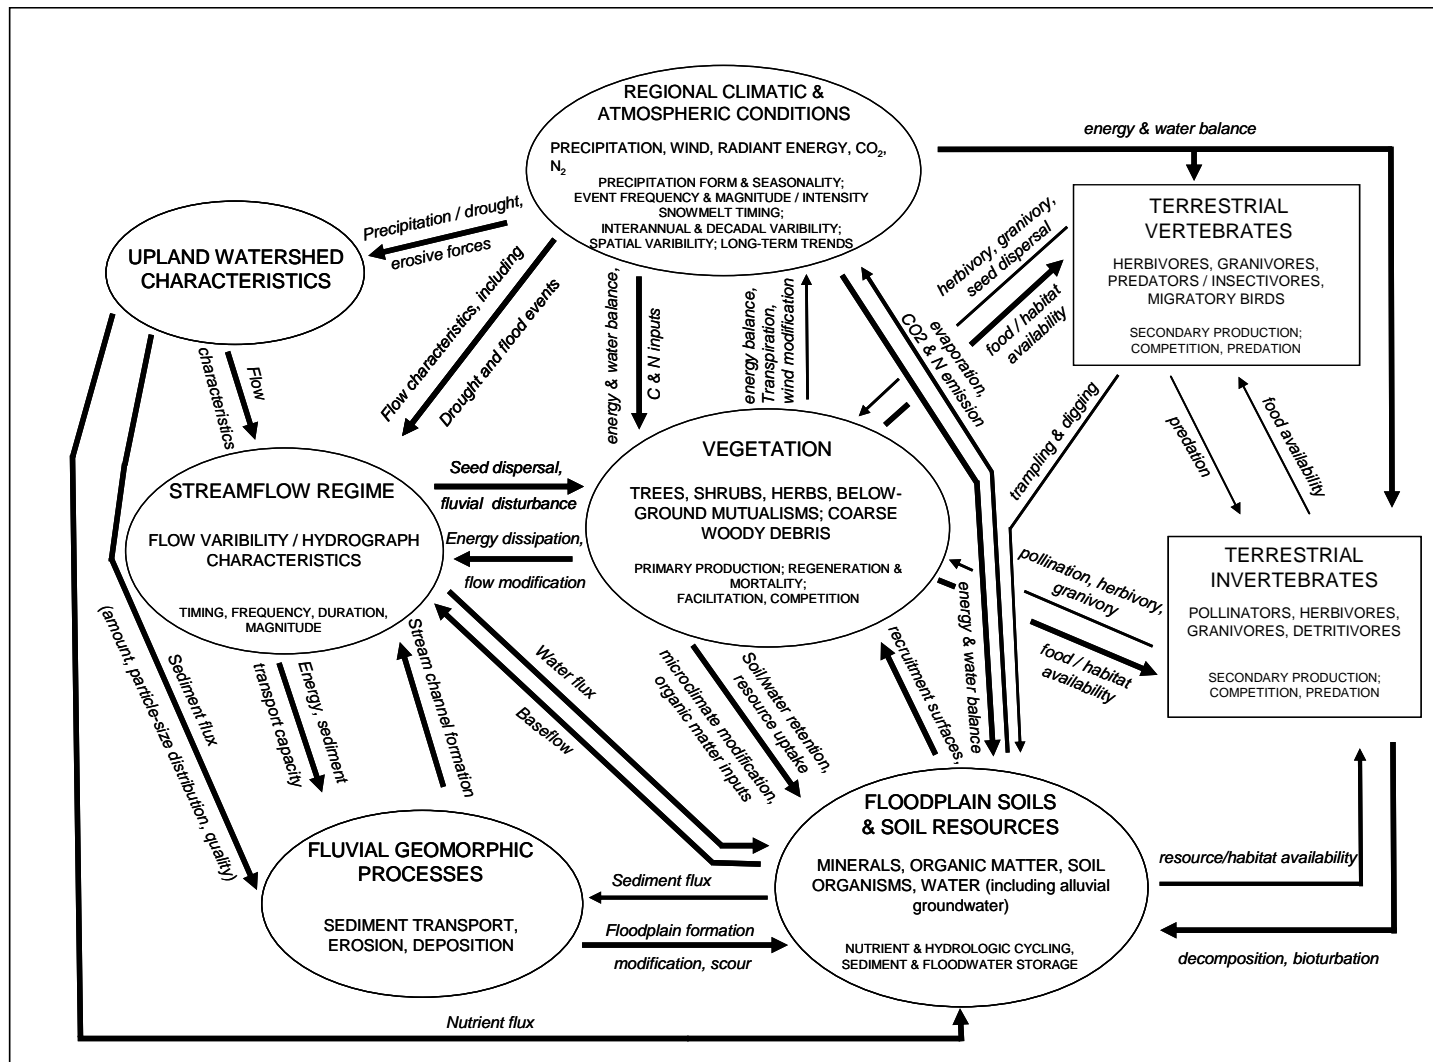 REGIONAL CLIMATIC &
ATMOSPHERIC CONDITIONS
PRECIPITATION, WIND, RADIANT ENERGY, CO2,
N2
PRECIPITATION FORM & SEASONALITY;
EVENT FREQUENCY & MAGNITUDE / INTENSITY
SNOWMELT TIMING;
INTERANNUAL & DECADAL VARIBILITY;
SPATIAL VARIBILITY; LONG-TERM TRENDS
energy & water balance
TERRESTRIAL
VERTEBRATES
HERBIVORES, GRANIVORES,
PREDATORS / INSECTIVORES,
MIGRATORY BIRDS
SECONDARY PRODUCTION;
COMPETITION, PREDATION
UPLAND WATERSHED
CHARACTERISTICS
Precipitation / drought,
erosive forces
Flow characteristics, including
Drought and flood events
energy & water balance,
C & N inputs
energy balance,
Transpiration,
wind modification
evaporation,
CO2 & N emission
herbivory, granivory,
seed dispersal
food / habitat
availability
trampling & digging
predation
food availability
Flow
characteristics
STREAMFLOW REGIME
FLOW VARIBILITY / HYDROGRAPH
CHARACTERISTICS
TIMING, FREQUENCY, DURATION,
MAGNITUDE
Seed dispersal,
fluvial disturbance
Energy dissipation,
flow modification
VEGETATION
TREES, SHRUBS, HERBS, BELOW-
GROUND MUTUALISMS; COARSE
WOODY DEBRIS
PRIMARY PRODUCTION; REGENERATION &
MORTALITY;
FACILITATION, COMPETITION
pollination, herbivory,
granivory
food / habitat
availability
TERRESTRIAL
INVERTEBRATES
POLLINATORS, HERBIVORES,
GRANIVORES, DETRITIVORES
SECONDARY PRODUCTION;
COMPETITION, PREDATION
Sediment flux
(amount, particle-size distribution, quality)
Energy, sediment
transport capacity
Stream channel formation
Water flux
Baseflow
Soil/water retention,
resource uptake
microclimate modification,
organic matter inputs
recruitment surfaces,
energy & water balance
FLUVIAL GEOMORPHIC
PROCESSES
SEDIMENT TRANSPORT,
EROSION, DEPOSITION
Sediment flux
Floodplain formation
modification, scour
FLOODPLAIN SOILS
& SOIL RESOURCES
MINERALS, ORGANIC MATTER, SOIL
ORGANISMS, WATER (including alluvial
groundwater)
NUTRIENT & HYDROLOGIC CYCLING,
SEDIMENT & FLOODWATER STORAGE
resource/habitat availability
decomposition, bioturbation
Nutrient flux